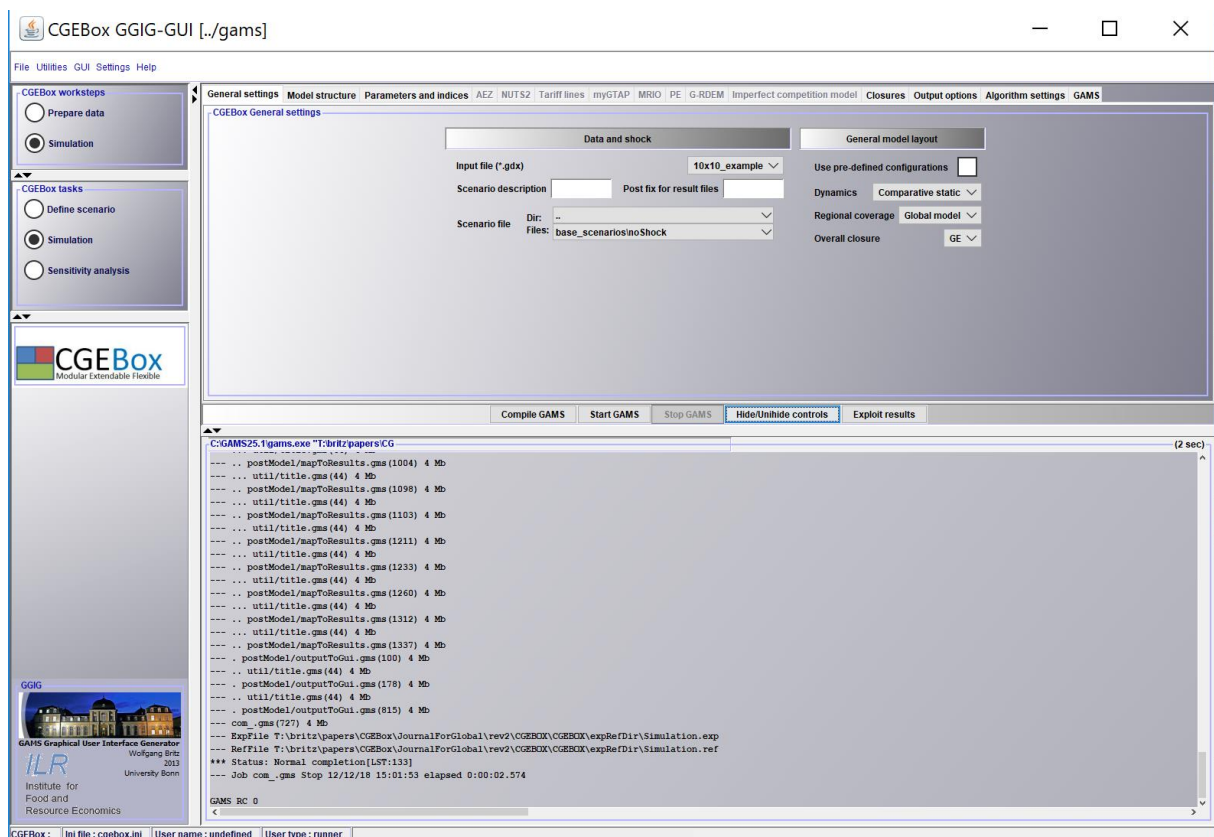 CGEBox GGIG-GUI [../gams]
File Utilities GUI Settings Help
CGEBox worksteps
Prepare data
Simulation
CGEBox tasks
Define scenario
Simulation
Sensitivity analysis
CGEBox
Modular Extendable Flexible
GGIG
GAMS Graphical User Interface Generator
Wolfgang Britz
2013
University Bonn
ILR
Institute for
Food and
Resource Economics
General settings Model structure Parameters and indices AEZ NUTS2 Tariff lines myGTAP MRIO PE G-RDEM Imperfect competition model Closures Output options Algorithm settings GAMS
CGEBox General settings
Data and shock
Input file (*.gdx) 10x10_example
Scenario description Post fix for result files
Scenario file Dir: ..
Files: base_scenarios\noShock
General model layout
Use pre-defined configurations
Dynamics Comparative static
Regional coverage Global model
Overall closure GE
Compile GAMS Start GAMS Stop GAMS Hide/Unihide controls Exploit results
C:\GAMS25.1\gams.exe "T:\britz\papers\CG (2 sec)
--- .. postModel/mapToResults.gms(1004) 4 Mb
--- ... util/title.gms(44) 4 Mb
--- .. postModel/mapToResults.gms(1098) 4 Mb
--- ... util/title.gms(44) 4 Mb
--- .. postModel/mapToResults.gms(1103) 4 Mb
--- ... util/title.gms(44) 4 Mb
--- .. postModel/mapToResults.gms(1211) 4 Mb
--- ... util/title.gms(44) 4 Mb
--- .. postModel/mapToResults.gms(1233) 4 Mb
--- ... util/title.gms(44) 4 Mb
--- .. postModel/mapToResults.gms(1260) 4 Mb
--- ... util/title.gms(44) 4 Mb
--- .. postModel/mapToResults.gms(1312) 4 Mb
--- ... util/title.gms(44) 4 Mb
--- .. postModel/mapToResults.gms(1337) 4 Mb
--- . postModel/outputToGui.gms(100) 4 Mb
--- .. util/title.gms(44) 4 Mb
--- . postModel/outputToGui.gms(178) 4 Mb
--- .. util/title.gms(44) 4 Mb
--- . postModel/outputToGui.gms(815) 4 Mb
--- com_.gms(727) 4 Mb
--- ExpFile T:\britz\papers\CGEBox\JournalForGlobal\rev2\CGEBOX\CGEBOX\expRefDir\Simulation.exp
--- RefFile T:\britz\papers\CGEBox\JournalForGlobal\rev2\CGEBOX\CGEBOX\expRefDir\Simulation.ref
*** Status: Normal completion[LST:133]
--- Job com_.gms Stop 12/12/18 15:01:53 elapsed 0:00:02.574
GAMS RC 0
CGEBox : Ini file : cgebox.ini User name : undefined User type : runner